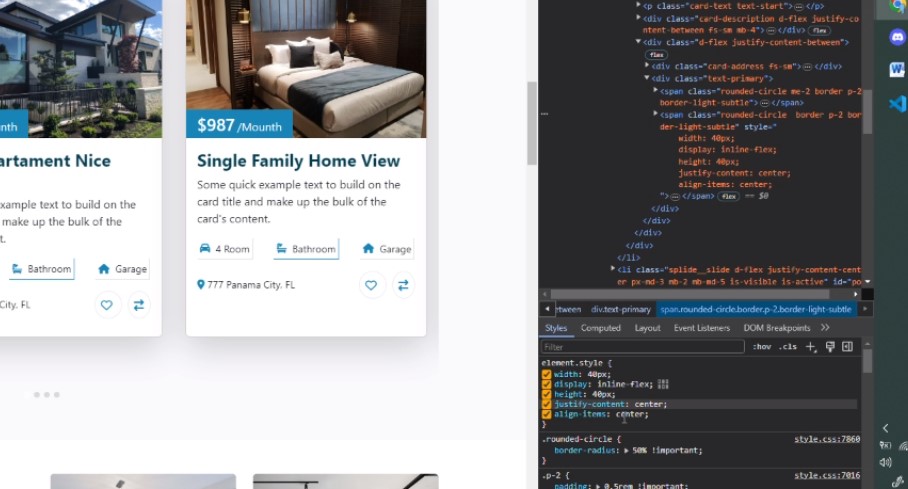 nth
artament Nice
xample text to build on the
make up the bulk of the
t.
Bathroom
Garage
City. FL
$987 /Mounth
Single Family Home View
Some quick example text to build on the
card title and make up the bulk of the
card's content.
4 Room
Bathroom
Garage
777 Panama City. FL
<p class="card-text text-start"></p>
<div class="card-description d-flex justify-co
ntent-between fs-sm mb-4"></div> flex
<div class="d-flex justify-content-between">
flex
<div class="card-address fs-sm"></div>
<div class="text-primary">
<span class="rounded-circle me-2 border p-2
border-light-subtle"></span>
<span class="rounded-circle  border p-2 bor
der-light-subtle" style="
width: 40px;
display: inline-flex;
height: 40px;
justify-content: center;
align-items: center;
"></span> flex == $0
</div>
</div>
</div>
</div>
</li>
<li class="splide__slide d-flex justify-content-cent
er px-md-3 mb-2 mb-md-5 is-visible is-active" id="po
tween div.text-primary span.rounded-circle.border.p-2.border-light-subtle
Styles Computed Layout Event Listeners DOM Breakpoints
Filter :hov .cls
element.style {
width: 40px;
display: inline-flex;
height: 40px;
justify-content: center;
align-items: center;
}
.rounded-circle { style.css:7860
border-radius: 50% !important;
}
.p-2 { style.css:7016
padding: 0.5rem !important;